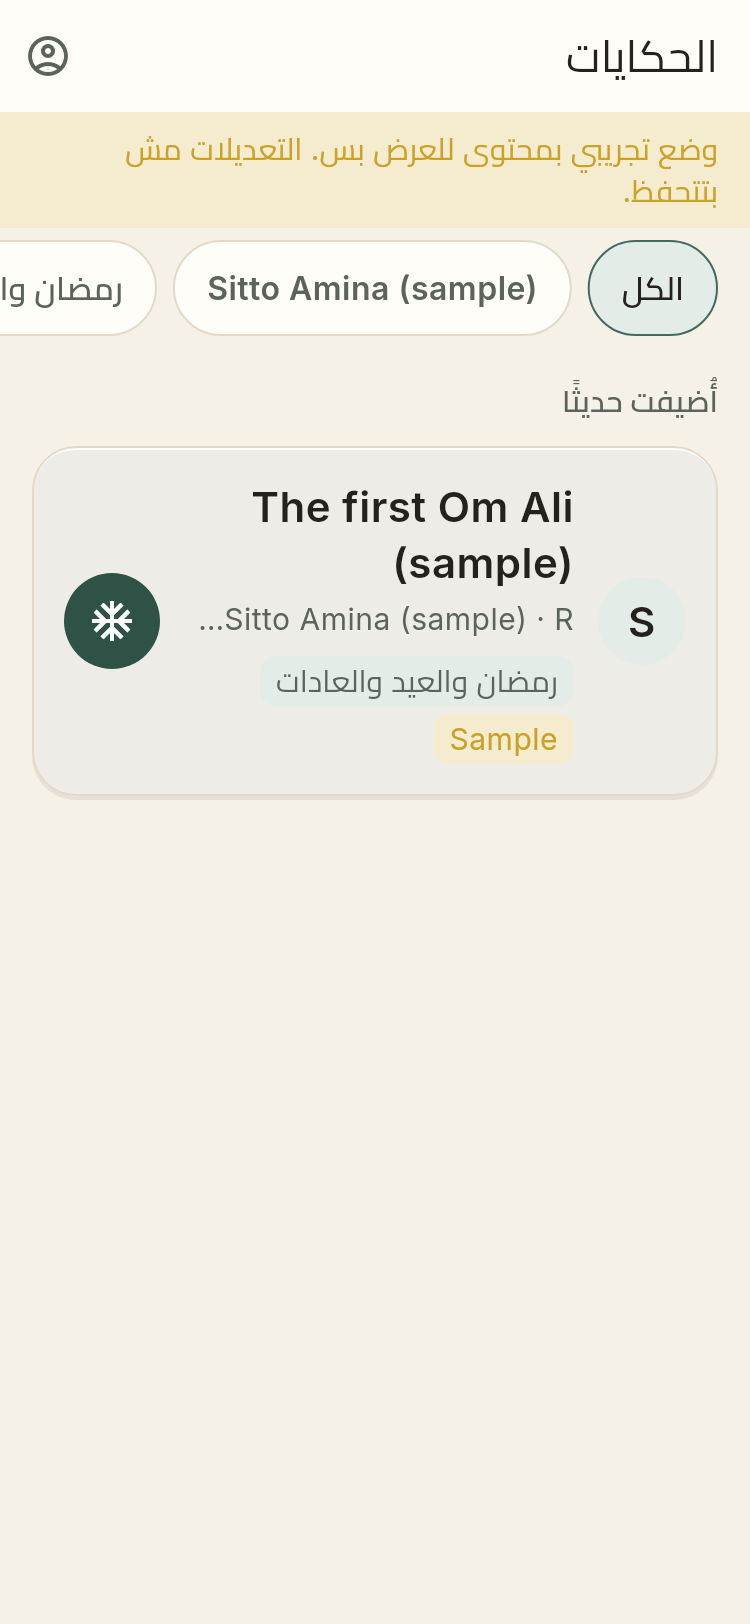 الحكايات
وضع تجريبي بمحتوى للعرض بس. التعديلات مش
بتتحفظ.
الكل
Sitto Amina (sample)
رمضان وا
أُضيفت حديثًا
The first Om Ali
(sample)
S
Sitto Amina (sample) · R...
رمضان والعيد والعادات
Sample